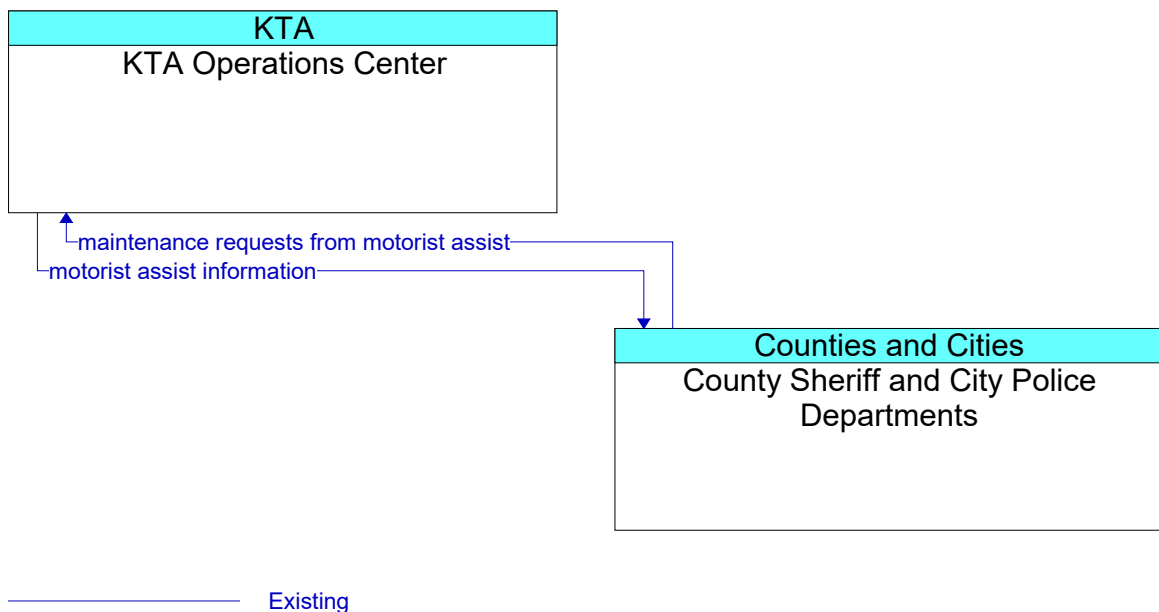 KTA
KTA Operations Center
maintenance requests from motorist assist
motorist assist information
Counties and Cities
County Sheriff and City Police
Departments
Existing